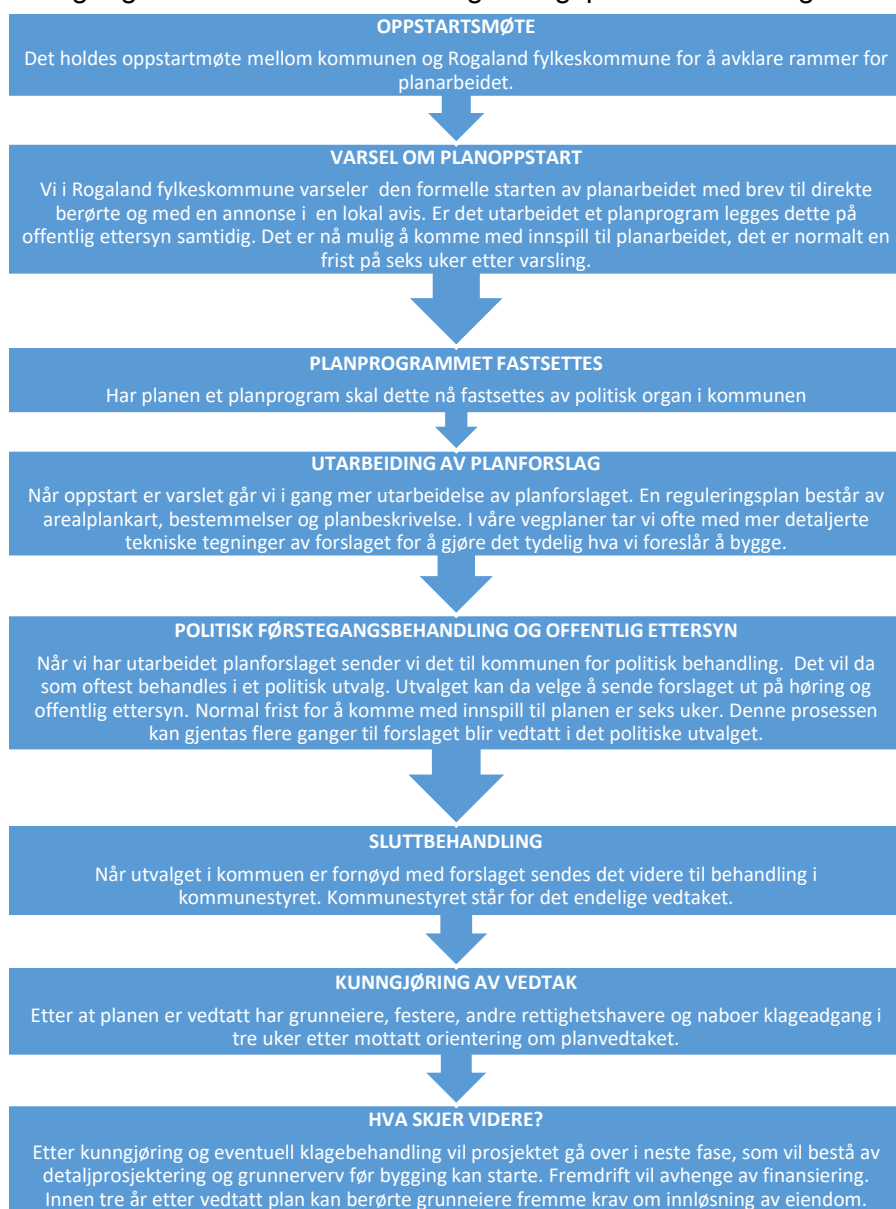 OPPSTARTSMØTE
Det holdes oppstartmøte mellom kommunen og Rogaland fylkeskommune for å avklare rammer for
planarbeidet.
VARSEL OM PLANOPPSTART
Vi i Rogaland fylkeskommune varseler den formelle starten av planarbeidet med brev til direkte
berørte og med en annonse i en lokal avis. Er det utarbeidet et planprogram legges dette på
offentlig ettersyn samtidig. Det er nå mulig å komme med innspill til planarbeidet, det er normalt en
frist på seks uker etter varsling.
PLANPROGRAMMET FASTSETTES
Har planen et planprogram skal dette nå fastsettes av politisk organ i kommunen
UTARBEIDING AV PLANFORSLAG
Når oppstart er varslet går vi i gang mer utarbeidelse av planforslaget. En reguleringsplan består av
arealplankart, bestemmelser og planbeskrivelse. I våre vegplaner tar vi ofte med mer detaljerte
tekniske tegninger av forslaget for å gjøre det tydelig hva vi foreslår å bygge.
POLITISK FØRSTEGANGSBEHANDLING OG OFFENTLIG ETTERSYN
Når vi har utarbeidet planforslaget sender vi det til kommunen for politisk behandling. Det vil da
som oftest behandles i et politisk utvalg. Utvalget kan da velge å sende forslaget ut på høring og
offentlig ettersyn. Normal frist for å komme med innspill til planen er seks uker. Denne prosessen
kan gjentas flere ganger til forslaget blir vedtatt i det politiske utvalget.
SLUTTBEHANDLING
Når utvalget i kommuen er fornøyd med forslaget sendes det videre til behandling i
kommunestyret. Kommunestyret står for det endelige vedtaket.
KUNNGJØRING AV VEDTAK
Etter at planen er vedtatt har grunneiere, festere, andre rettighetshavere og naboer klageadgang i
tre uker etter mottatt orientering om planvedtaket.
HVA SKJER VIDERE?
Etter kunngjøring og eventuell klagebehandling vil prosjektet gå over i neste fase, som vil bestå av
detaljprosjektering og grunnerverv før bygging kan starte. Fremdrift vil avhenge av finansiering.
Innen tre år etter vedtatt plan kan berørte grunneiere fremme krav om innløsning av eiendom.